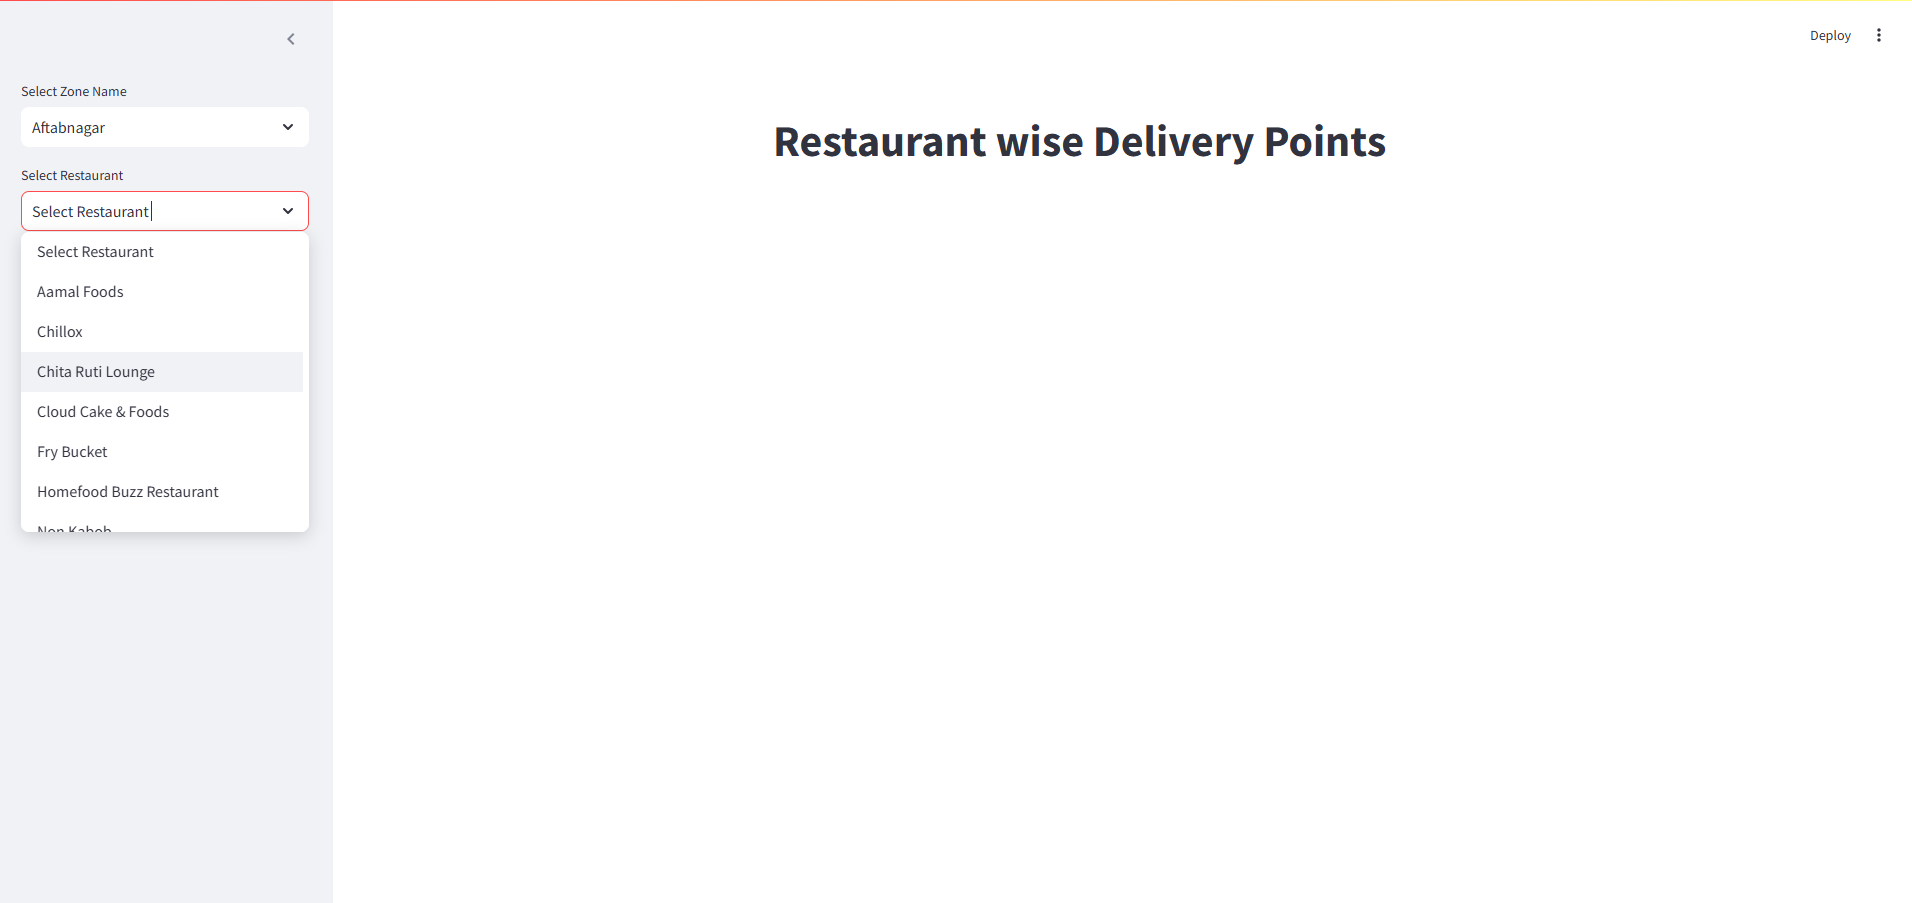 Deploy
Select Zone Name
Aftabnagar
Select Restaurant
Select Restaurant
Select Restaurant
Aamal Foods
Chillox
Chita Ruti Lounge
Cloud Cake & Foods
Fry Bucket
Homefood Buzz Restaurant
Restaurant wise Delivery Points